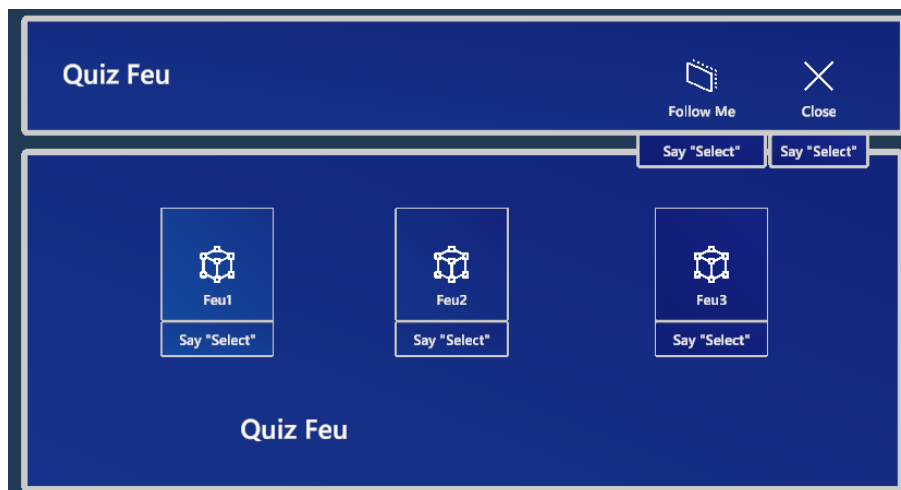 Quiz Feu
Follow Me
Close
Say "Select"
Say "Select"
Feu1
Feu2
Feu3
Say "Select"
Say "Select"
Say "Select"
Quiz Feu